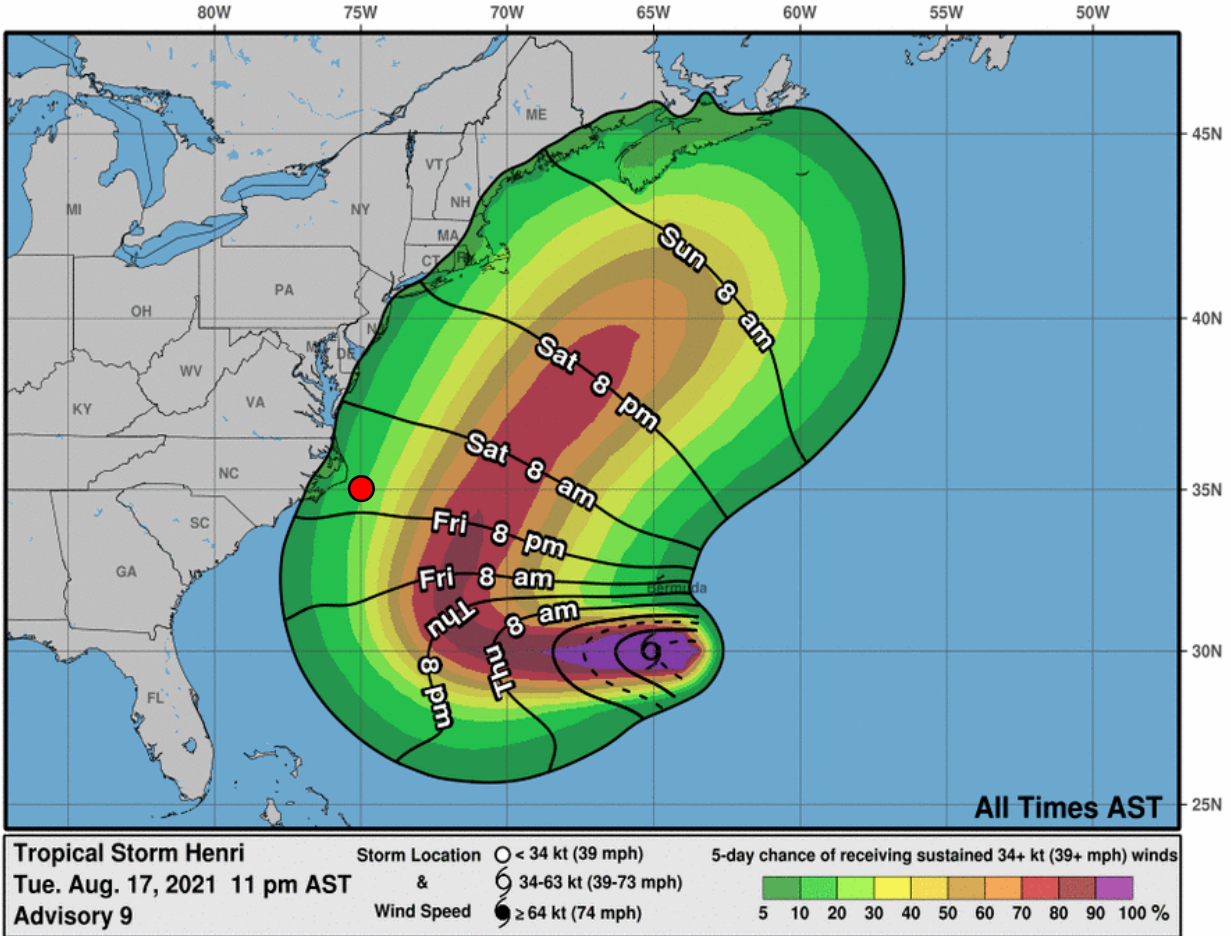 80W 75W 70W 65W 60W 55W 50W
ME
45N
VT
NH
MI
NY
MA
CT RI
PA
OH
40N
NJ
MD DE
WV
Sat 8 pm
Sun 8 am
KY
VA
Sat 8 am
NC
35N
SC
Fri 8 pm
GA
Fri 8 am
Bermuda
Thu 8 am
Thu 8 pm
30N
FL
25N
All Times AST
Tropical Storm Henri
Tue. Aug. 17, 2021 11 pm AST
Advisory 9
Storm Location
&
Wind Speed
< 34 kt (39 mph)
34-63 kt (39-73 mph)
≥ 64 kt (74 mph)
5-day chance of receiving sustained 34+ kt (39+ mph) winds
5 10 20 30 40 50 60 70 80 90 100 %